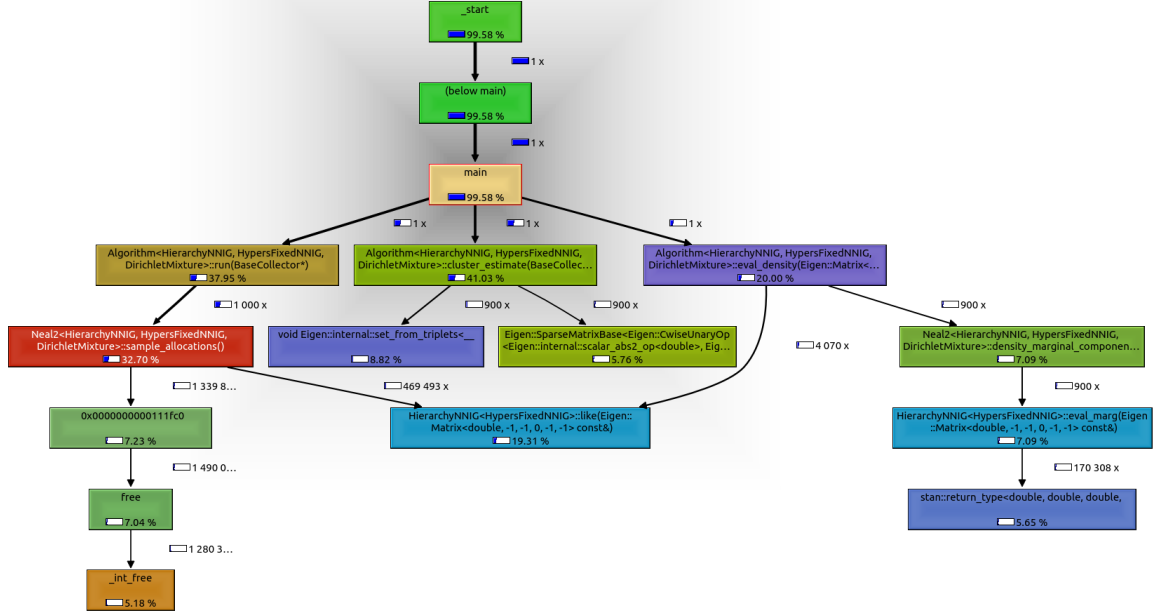 _start
99.58 %
1 x
(below main)
99.58 %
1 x
main
99.58 %
1 x
1 x
1 x
Algorithm<HierarchyNNIG, HypersFixedNNIG,
DirichletMixture>::run(BaseCollector*)
37.95 %
Algorithm<HierarchyNNIG, HypersFixedNNIG,
DirichletMixture>::cluster_estimate(BaseCollec...
41.03 %
Algorithm<HierarchyNNIG, HypersFixedNNIG,
DirichletMixture>::eval_density(Eigen::Matrix<...
20.00 %
1 000 x
900 x
900 x
900 x
Neal2<HierarchyNNIG, HypersFixedNNIG,
DirichletMixture>::sample_allocations()
32.70 %
void Eigen::internal::set_from_triplets<__
8.82 %
Eigen::SparseMatrixBase<Eigen::CwiseUnaryOp
<Eigen::internal::scalar_abs2_op<double>, Eig...
5.76 %
4 070 x
Neal2<HierarchyNNIG, HypersFixedNNIG,
DirichletMixture>::density_marginal_componen...
7.09 %
1 339 8...
469 493 x
900 x
0x0000000000111fc0
7.23 %
HierarchyNNIG<HypersFixedNNIG>::like(Eigen::
Matrix<double, -1, -1, 0, -1, -1> const&)
19.31 %
HierarchyNNIG<HypersFixedNNIG>::eval_marg(Eigen
::Matrix<double, -1, -1, 0, -1, -1> const&)
7.09 %
1 490 0...
170 308 x
free
7.04 %
stan::return_type<double, double, double,
5.65 %
1 280 3...
_int_free
5.18 %